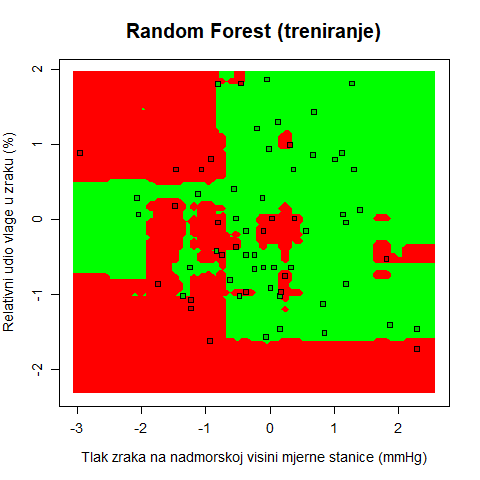 Random Forest (treniranje)
Relativni udio vlage u zraku (%)
2
1
0
-1
-2
-3 -2 -1 0 1 2
Tlak zraka na nadmorskoj visini mjerne stanice (mmHg)